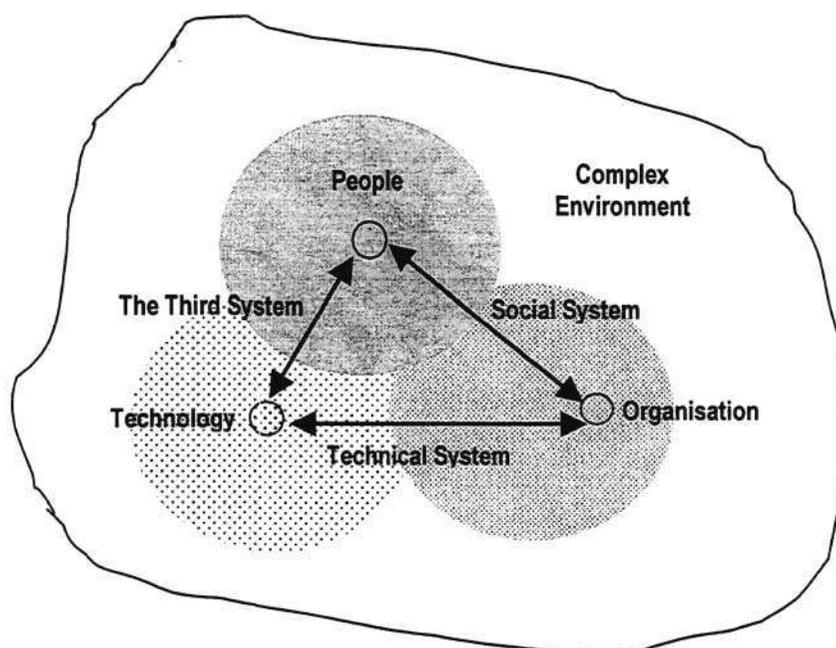 People
Complex
Environment
The Third System
Social System
Technology
Organisation
Technical System